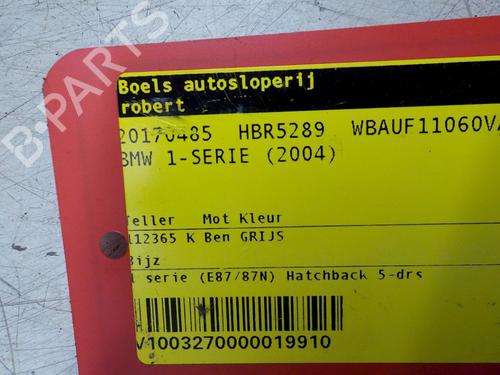 B-PARTS
Boels autosloperij
robert
20170485 HBR5289 WBAUF11060V
BMW 1-SERIE (2004)
Teller Mot Kleur
112365 K Ben GRIJS
Bijz
1 serie (E87/87N) Hatchback 5-drs
V1003270000019910